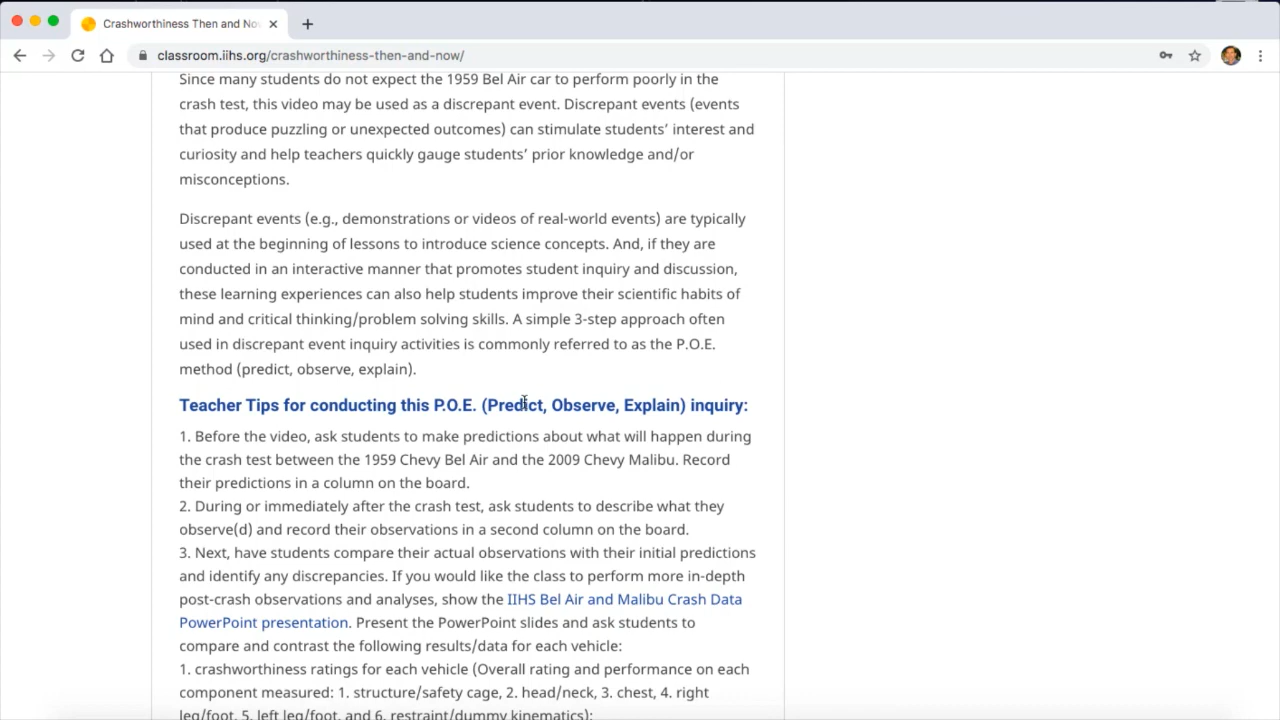 Crashworthiness Then and No
classroom.iihs.org/crashworthiness-then-and-now/
Since many students do not expect the 1959 Bel Air car to perform poorly in the
crash test, this video may be used as a discrepant event. Discrepant events (events
that produce puzzling or unexpected outcomes) can stimulate students’ interest and
curiosity and help teachers quickly gauge students’ prior knowledge and/or
misconceptions.
Discrepant events (e.g., demonstrations or videos of real-world events) are typically
used at the beginning of lessons to introduce science concepts. And, if they are
conducted in an interactive manner that promotes student inquiry and discussion,
these learning experiences can also help students improve their scientific habits of
mind and critical thinking/problem solving skills. A simple 3-step approach often
used in discrepant event inquiry activities is commonly referred to as the P.O.E.
method (predict, observe, explain).
Teacher Tips for conducting this P.O.E. (Predict, Observe, Explain) inquiry:
1. Before the video, ask students to make predictions about what will happen during
the crash test between the 1959 Chevy Bel Air and the 2009 Chevy Malibu. Record
their predictions in a column on the board.
2. During or immediately after the crash test, ask students to describe what they
observe(d) and record their observations in a second column on the board.
3. Next, have students compare their actual observations with their initial predictions
and identify any discrepancies. If you would like the class to perform more in-depth
post-crash observations and analyses, show the IIHS Bel Air and Malibu Crash Data
PowerPoint presentation. Present the PowerPoint slides and ask students to
compare and contrast the following results/data for each vehicle:
1. crashworthiness ratings for each vehicle (Overall rating and performance on each
component measured: 1. structure/safety cage, 2. head/neck, 3. chest, 4. right
leg/foot, 5. left leg/foot, and 6. restraint/dummy kinematics);